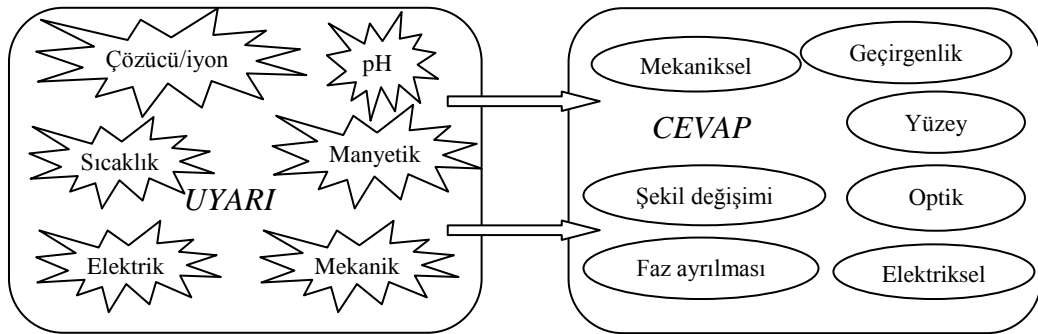 Çözücü/iyon
pH
Sıcaklık
Manyetik
UYARI
Elektrik
Mekanik
Mekaniksel
Geçirgenlik
CEVAP
Yüzey
Şekil değişimi
Optik
Faz ayrılması
Elektriksel